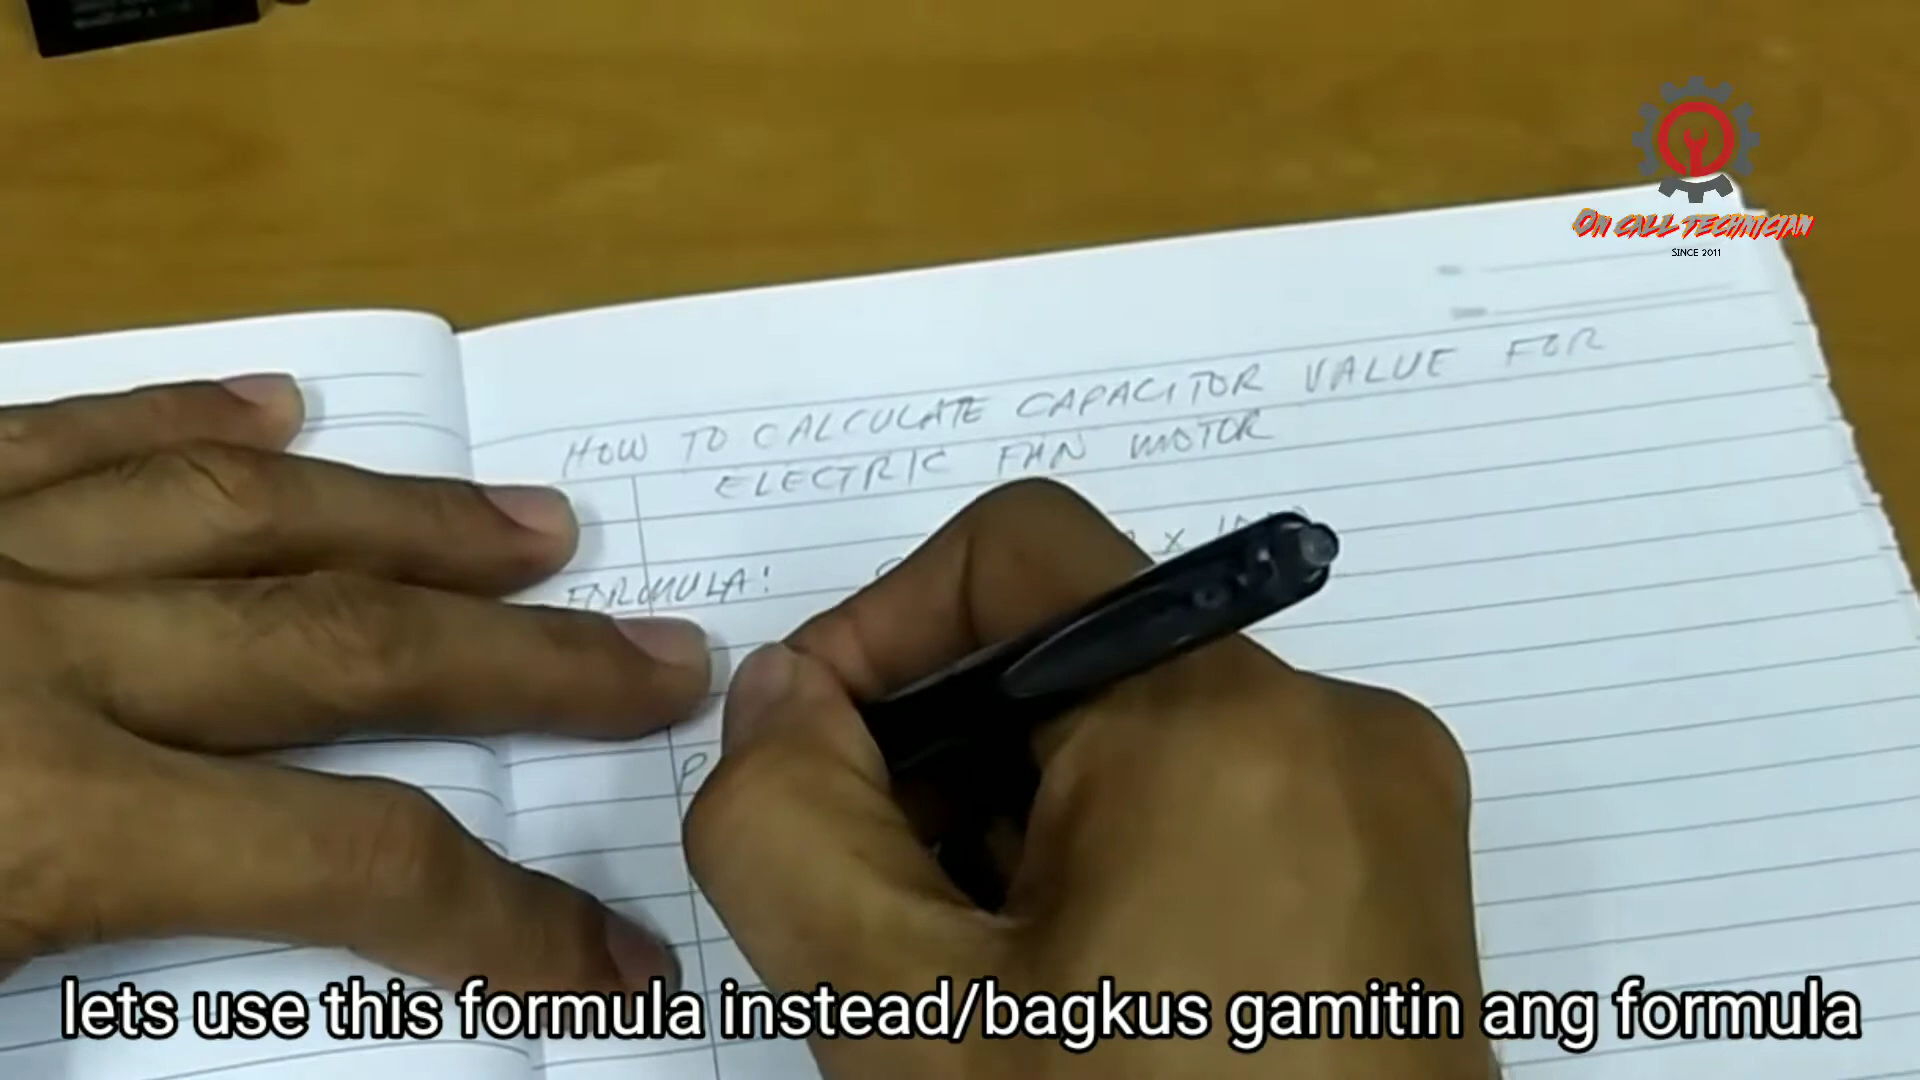 On call technician
SINCE 2011
HOW TO CALCULATE CAPACITOR VALUE FOR
ELECTRIC FAN MOTOR
FORMULA:
X
P
lets use this formula instead/bagkus gamitin ang formula